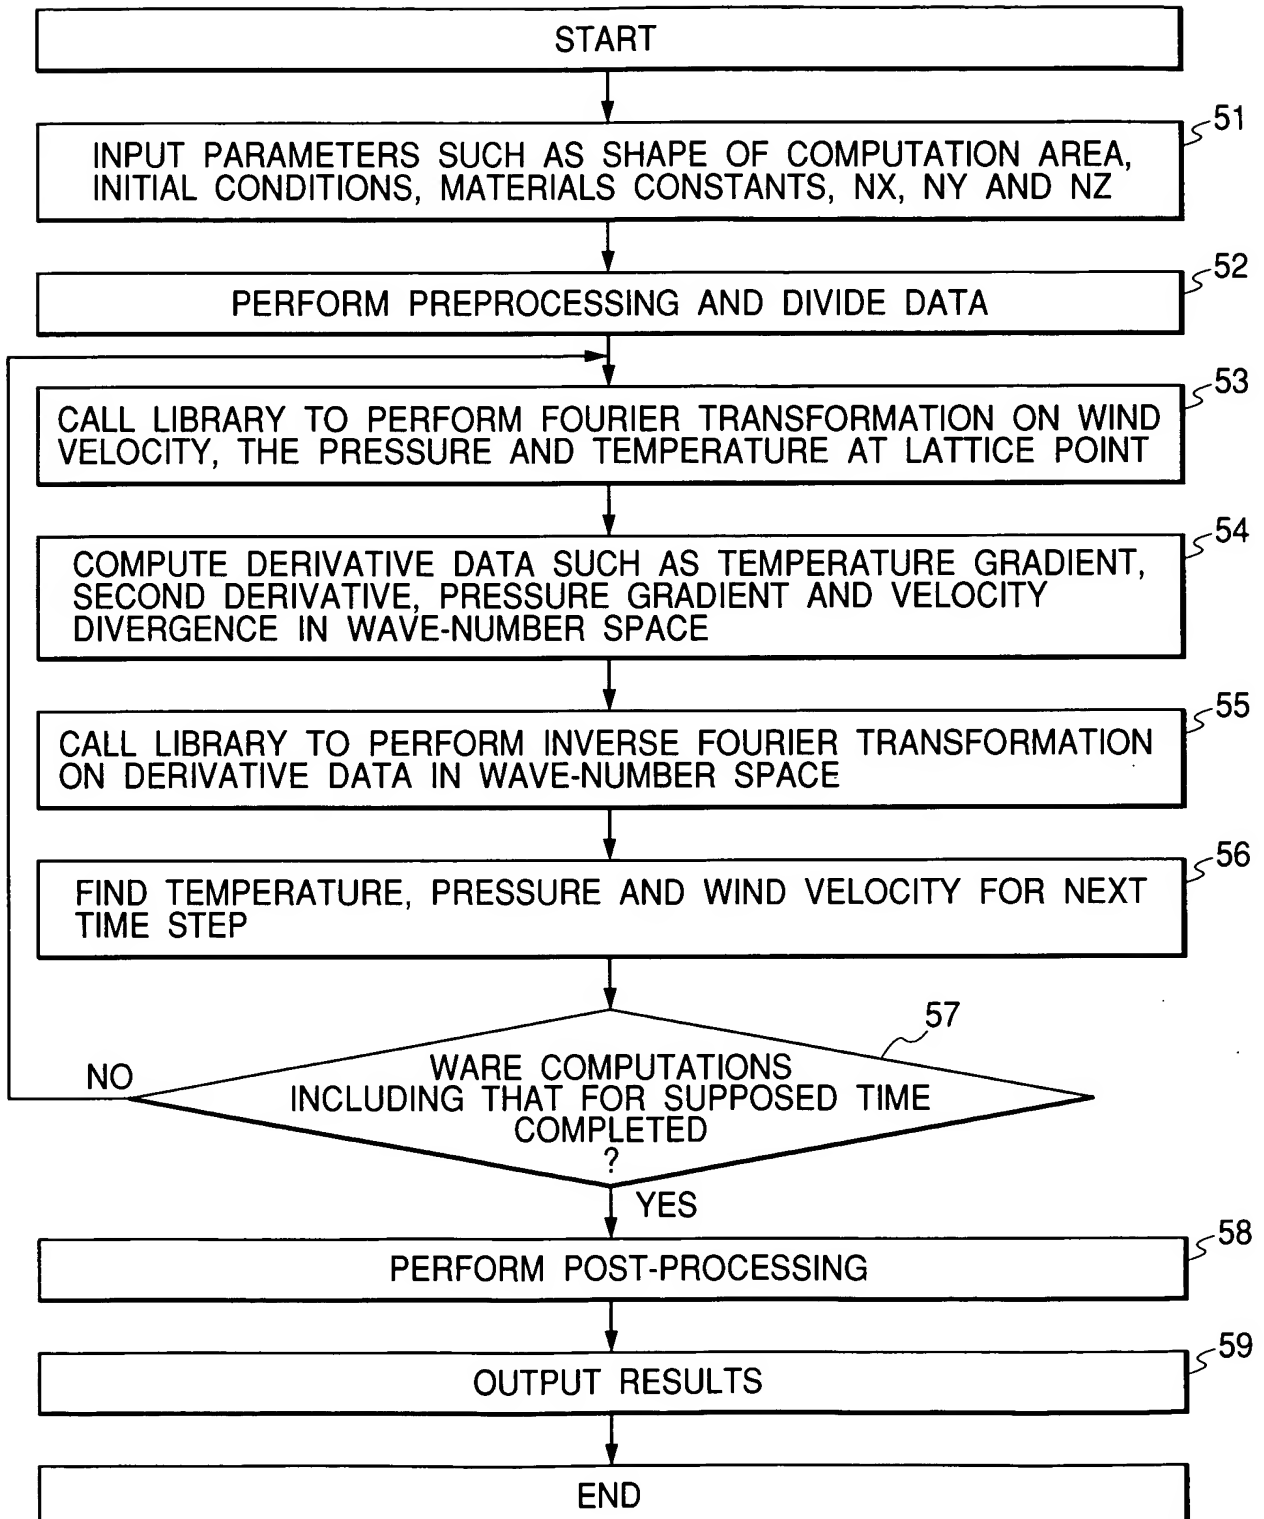 START
51
INPUT PARAMETERS SUCH AS SHAPE OF COMPUTATION AREA,
INITIAL CONDITIONS, MATERIALS CONSTANTS, NX, NY AND NZ
52
PERFORM PREPROCESSING AND DIVIDE DATA
53
CALL LIBRARY TO PERFORM FOURIER TRANSFORMATION ON WIND
VELOCITY, THE PRESSURE AND TEMPERATURE AT LATTICE POINT
54
COMPUTE DERIVATIVE DATA SUCH AS TEMPERATURE GRADIENT,
SECOND DERIVATIVE, PRESSURE GRADIENT AND VELOCITY
DIVERGENCE IN WAVE-NUMBER SPACE
55
CALL LIBRARY TO PERFORM INVERSE FOURIER TRANSFORMATION
ON DERIVATIVE DATA IN WAVE-NUMBER SPACE
56
FIND TEMPERATURE, PRESSURE AND WIND VELOCITY FOR NEXT
TIME STEP
57
NO
WARE COMPUTATIONS
INCLUDING THAT FOR SUPPOSED TIME
COMPLETED
?
YES
58
PERFORM POST-PROCESSING
59
OUTPUT RESULTS
END